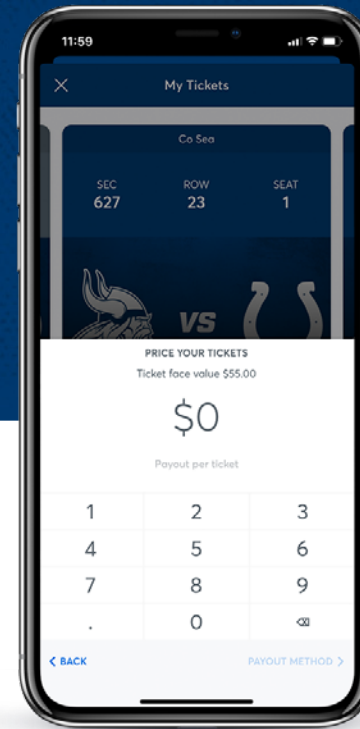 11:59
My Tickets
Co Sea
SEC ROW SEAT
627 23 1
VS
PRICE YOUR TICKETS
Ticket face value $55.00
$0
Payout per ticket
1 2 3
4 5 6
7 8 9
. 0
< BACK PAYOUT METHOD >